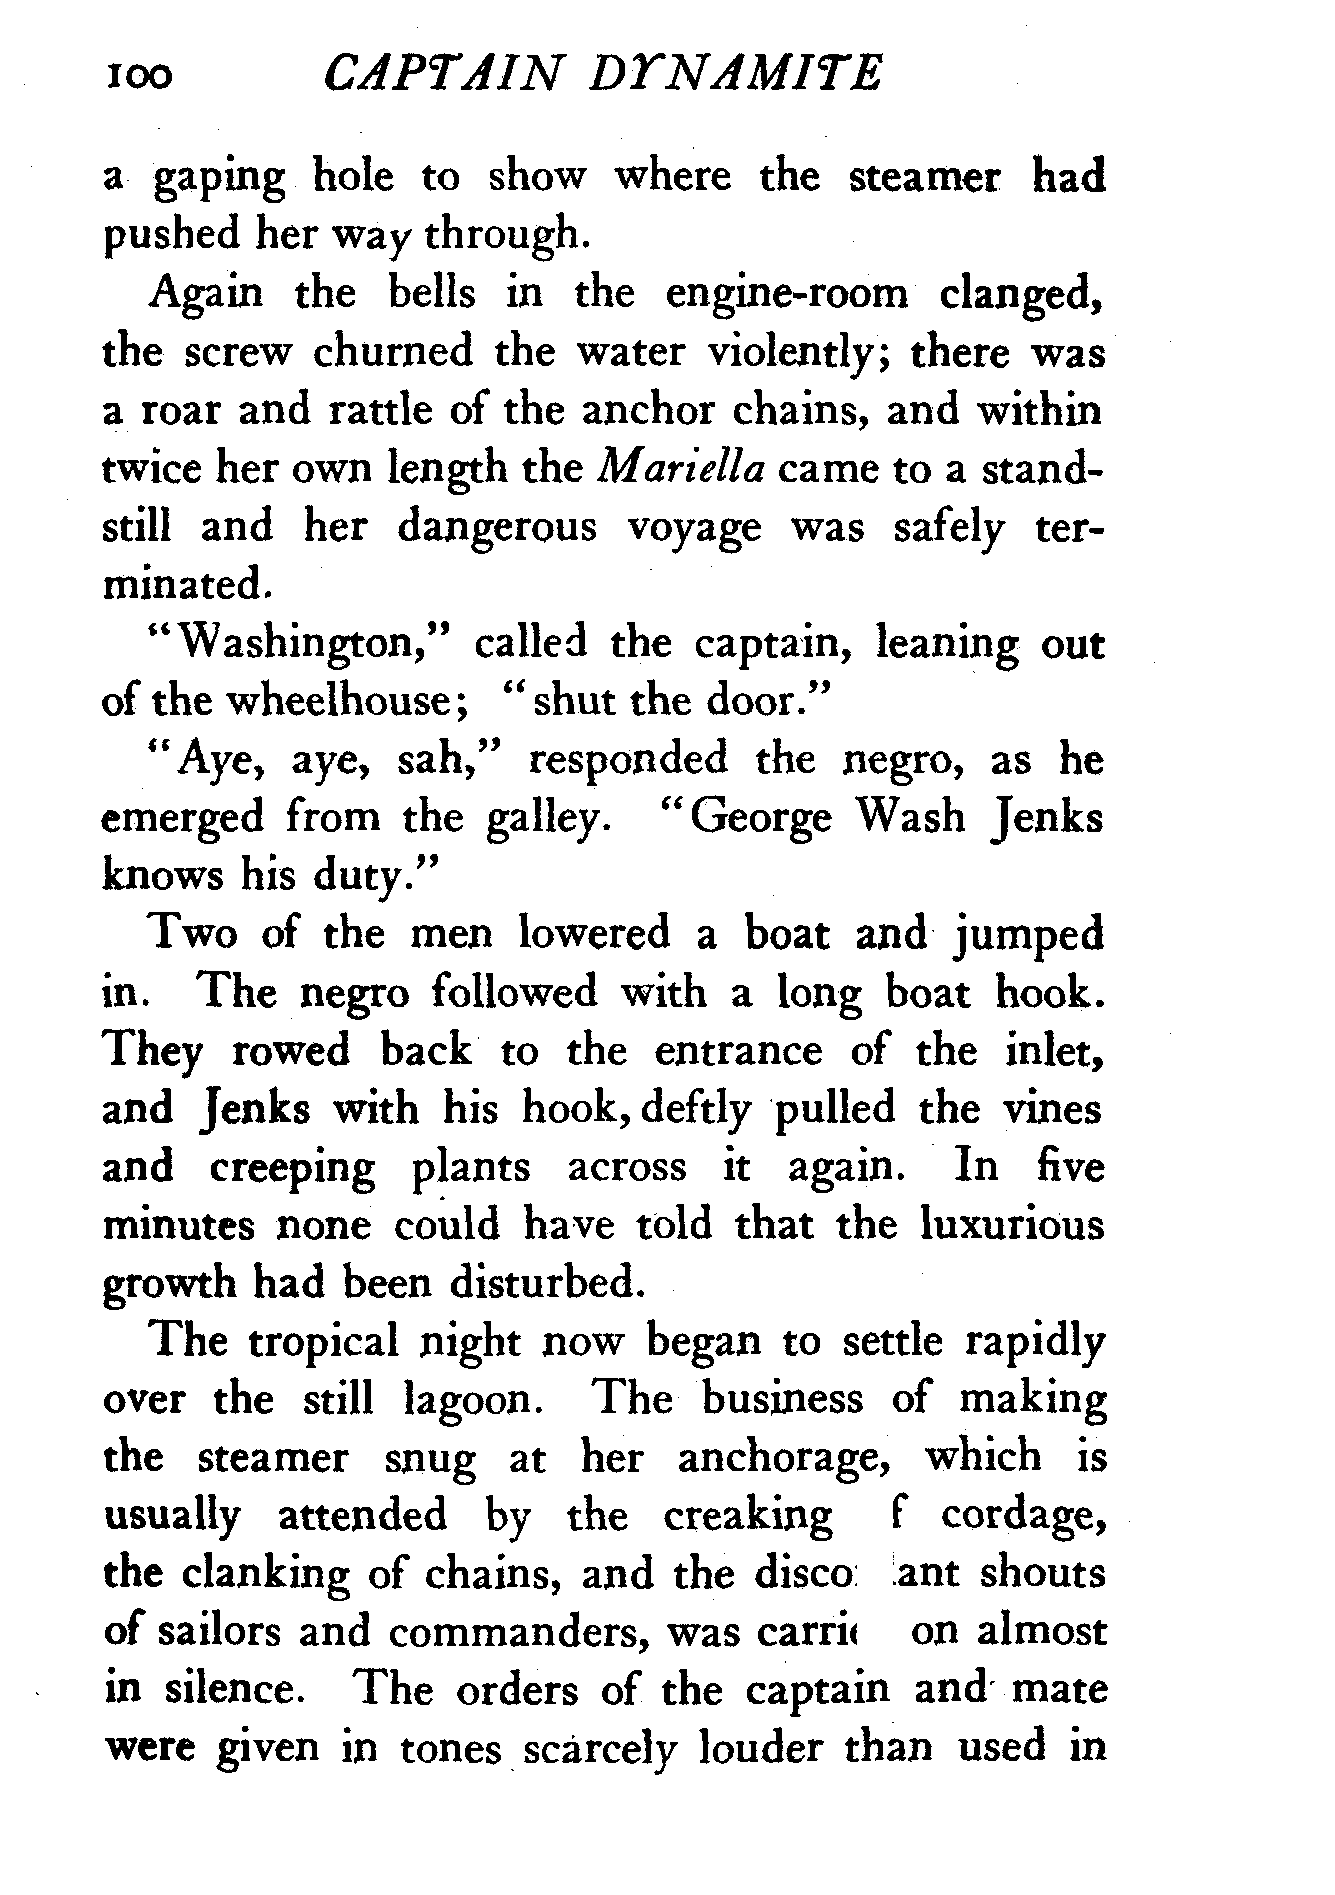 100 CAPTAIN DYNAMITE
a gaping hole to show where the steamer had
pushed her way through.
Again the bells in the engine-room clanged,
the screw churned the water violently; there was
a roar and rattle of the anchor chains, and within
twice her own length the Mariella came to a stand-
still and her dangerous voyage was safely ter-
minated.
"Washington," called the captain, leaning out
of the wheelhouse; "shut the door."
"Aye, aye, sah," responded the negro, as he
emerged from the galley. "George Wash Jenks
knows his duty."
Two of the men lowered a boat and jumped
in. The negro followed with a long boat hook.
They rowed back to the entrance of the inlet,
and Jenks with his hook, deftly pulled the vines
and creeping plants across it again. In five
minutes none could have told that the luxurious
growth had been disturbed.
The tropical night now began to settle rapidly
over the still lagoon. The business of making
the steamer snug at her anchorage, which is
usually attended by the creaking f cordage,
the clanking of chains, and the shouts
of sailors and commanders, was on almost
in silence. The orders of the captain and mate
were given in tones scarcely louder than used in